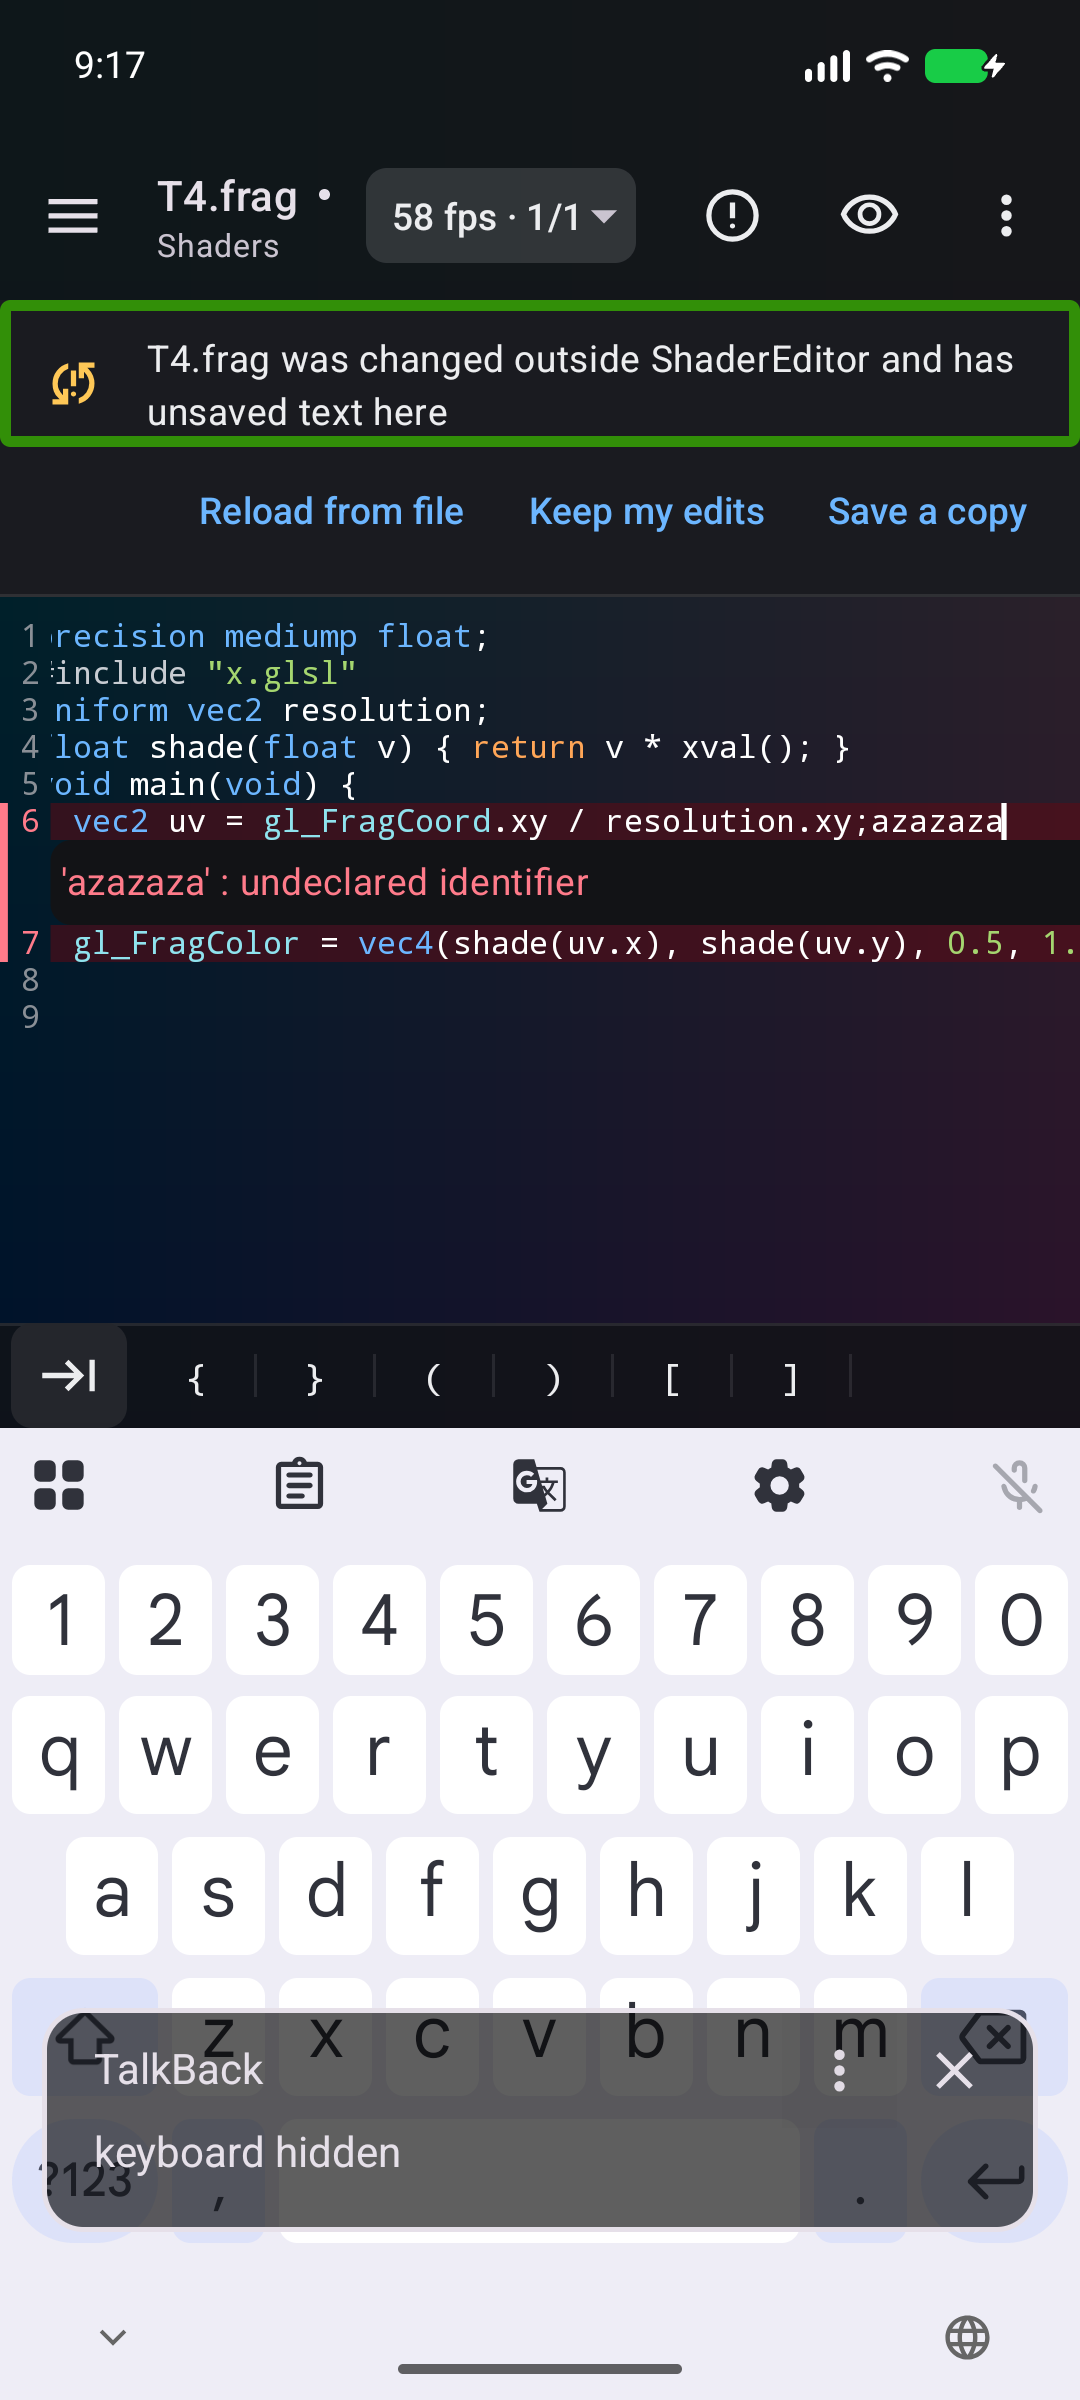 9:17
T4.frag •
Shaders
58 fps · 1/1
T4.frag was changed outside ShaderEditor and has
unsaved text here
Reload from file Keep my edits Save a copy
1 recision mediump float;
2 include "x.glsl"
3 niform vec2 resolution;
4 loat shade(float v) { return v * xval(); }
5 oid main(void) {
6 vec2 uv = gl_FragCoord.xy / resolution.xy;azazaza
'azazaza' : undeclared identifier
7 gl_FragColor = vec4(shade(uv.x), shade(uv.y), 0.5, 1.
8
9
{ } ( ) [ ]
1 2 3 4 5 6 7 8 9 0
q w e r t y u i o p
a s d f g h j k l
z x c v b n m
TalkBack
keyboard hidden
?123 , .